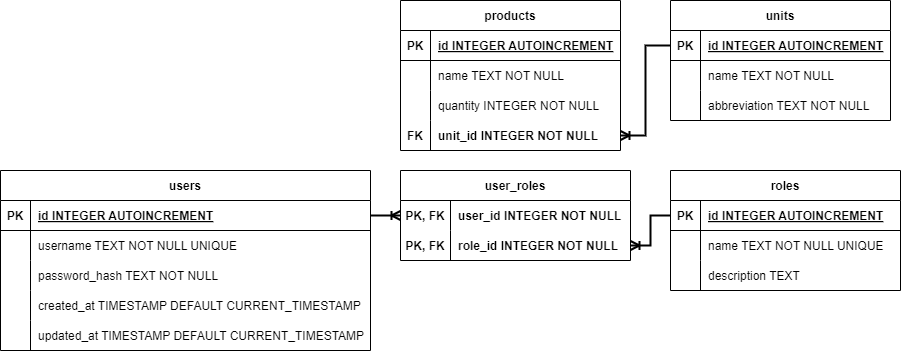 products
PK id INTEGER AUTOINCREMENT
name TEXT NOT NULL
quantity INTEGER NOT NULL
FK unit_id INTEGER NOT NULL
units
PK id INTEGER AUTOINCREMENT
name TEXT NOT NULL
abbreviation TEXT NOT NULL
users
PK id INTEGER AUTOINCREMENT
username TEXT NOT NULL UNIQUE
password_hash TEXT NOT NULL
created_at TIMESTAMP DEFAULT CURRENT_TIMESTAMP
updated_at TIMESTAMP DEFAULT CURRENT_TIMESTAMP
user_roles
PK, FK user_id INTEGER NOT NULL
PK, FK role_id INTEGER NOT NULL
roles
PK id INTEGER AUTOINCREMENT
name TEXT NOT NULL UNIQUE
description TEXT